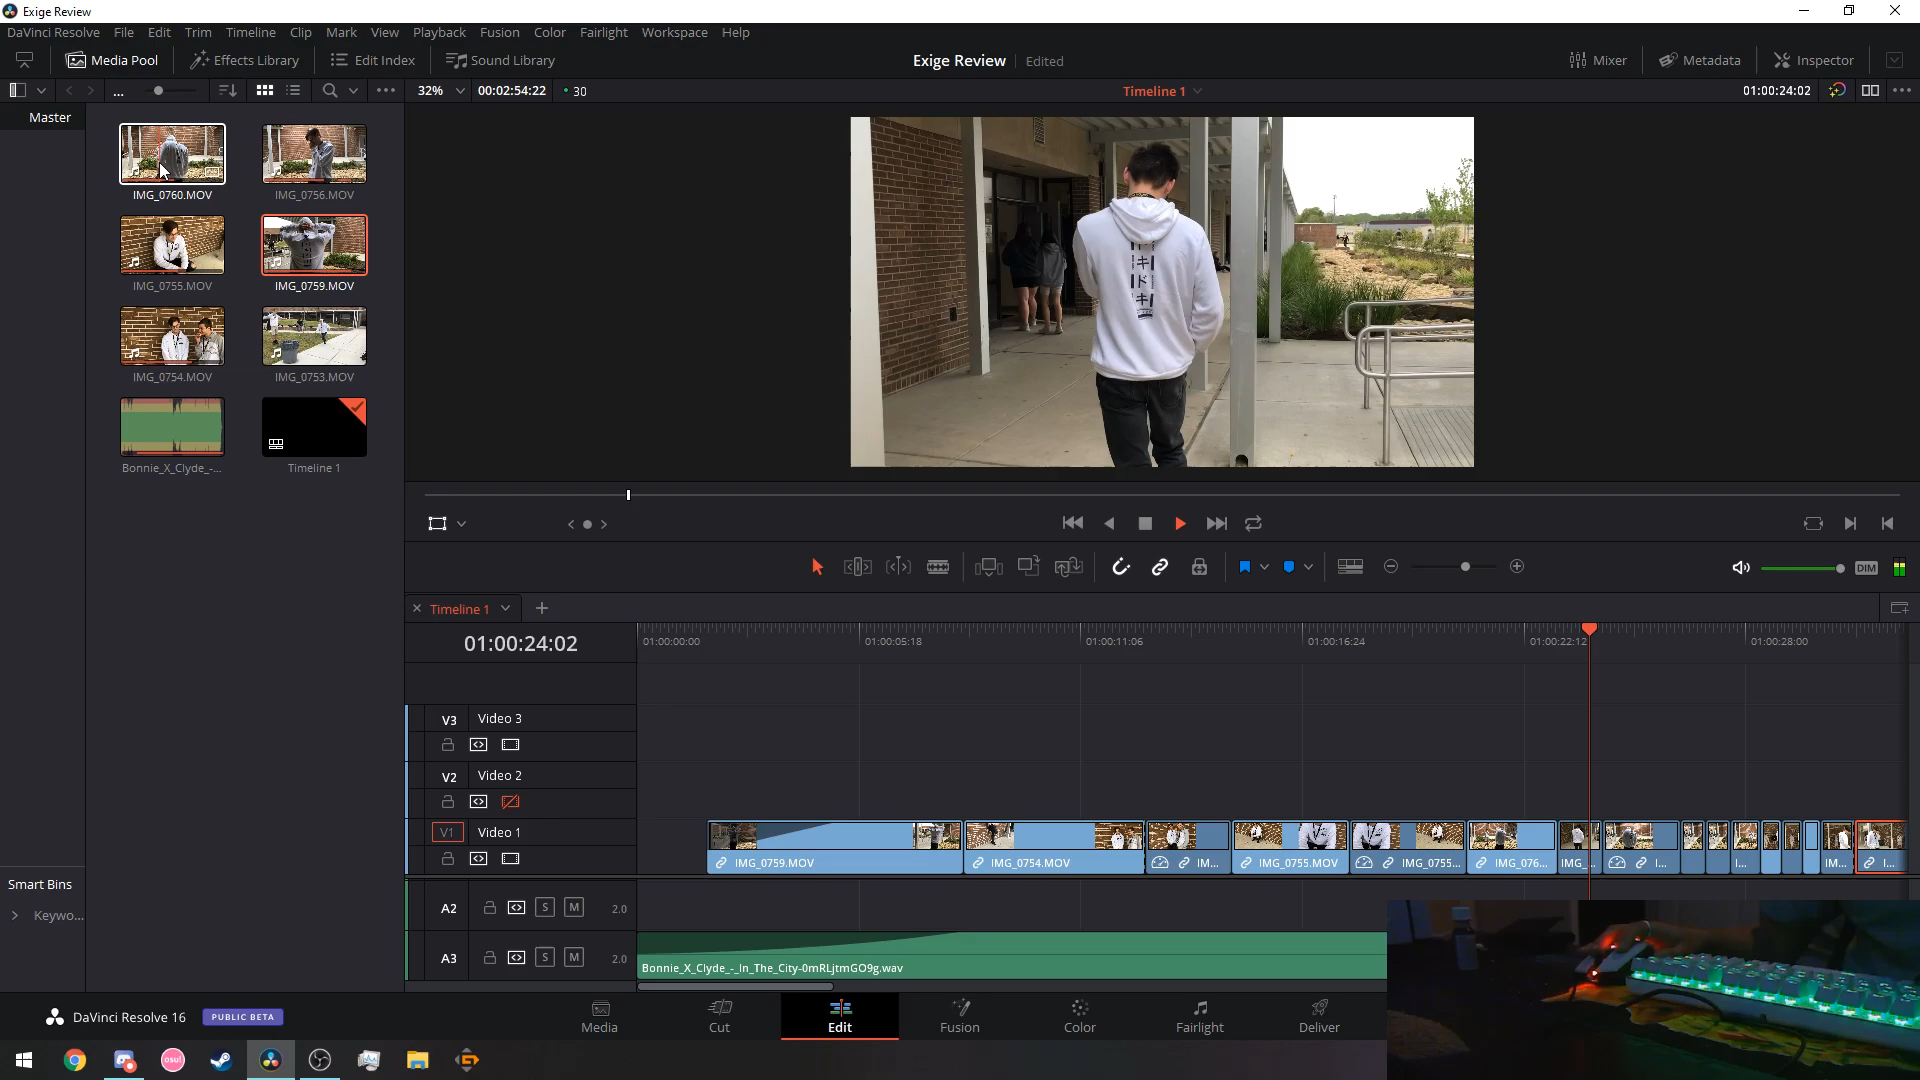 Exige Review
DaVinci Resolve File Edit Trim Timeline Clip Mark View Playback Fusion Color Fairlight Workspace Help
Media Pool Effects Library Edit Index Sound Library Exige Review Edited Mixer Metadata Inspector
... 32% 00:02:54:22 30 Timeline 1 01:00:24:02
Master
IMG_0760.MOV IMG_0756.MOV
IMG_0755.MOV IMG_0759.MOV
IMG_0754.MOV IMG_0753.MOV
Bonnie_X_Clyde_-... Timeline 1
キ
ド
キ
DIM
Timeline 1
01:00:24:02 01:00:00:00 01:00:05:18 01:00:11:06 01:00:16:24 01:00:22:12 01:00:28:00
V3 Video 3
V2 Video 2
V1 Video 1
IMG_0759.MOV IMG_0754.MOV IM... IMG_0755.MOV IMG_0755... IMG_076... IMG_... I... I... IM... I...
Smart Bins
Keywo...
A2 S M 2.0
A3 S M 2.0
Bonnie_X_Clyde_-_In_The_City-0mRLjtmGO9g.wav
DaVinci Resolve 16 PUBLIC BETA
Media Cut Edit Fusion Color Fairlight Deliver
osu!